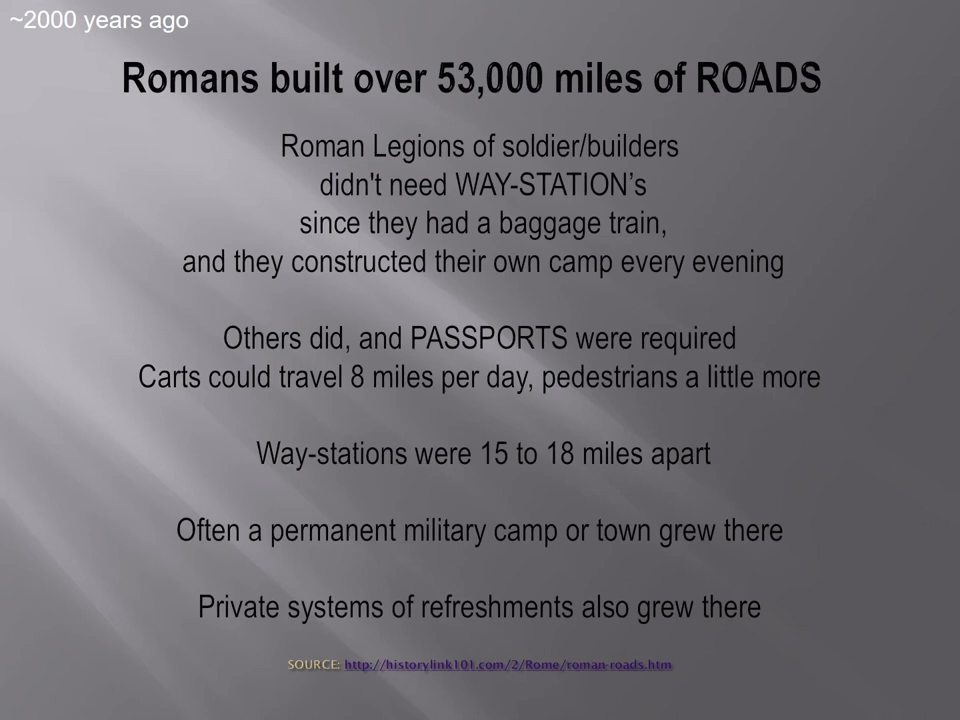 ~2000 years ago
Romans built over 53,000 miles of ROADS
Roman Legions of soldier/builders
didn't need WAY-STATION’s
since they had a baggage train,
and they constructed their own camp every evening
Others did, and PASSPORTS were required
Carts could travel 8 miles per day, pedestrians a little more
Way-stations were 15 to 18 miles apart
Often a permanent military camp or town grew there
Private systems of refreshments also grew there
SOURCE: http://historylink101.com/2/Rome/roman-roads.htm